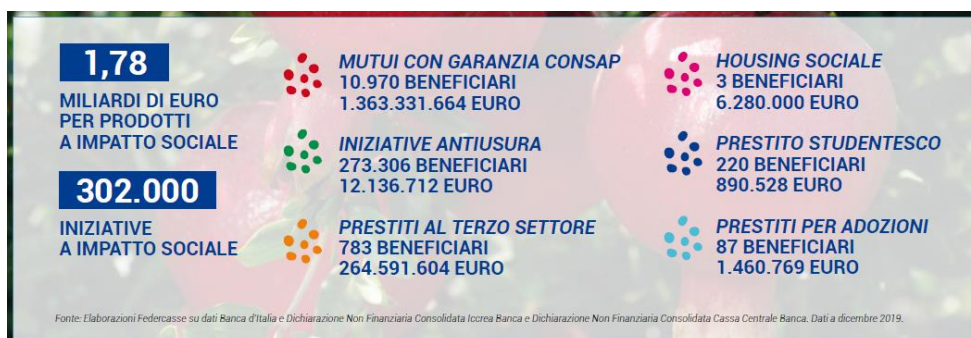 1,78
MILIARDI DI EURO
PER PRODOTTI
A IMPATTO SOCIALE
302.000
INIZIATIVE
A IMPATTO SOCIALE
MUTUI CON GARANZIA CONSAP
10.970 BENEFICIARI
1.363.331.664 EURO
INIZIATIVE ANTIUSURA
273.306 BENEFICIARI
12.136.712 EURO
PRESTITI AL TERZO SETTORE
783 BENEFICIARI
264.591.604 EURO
HOUSING SOCIALE
3 BENEFICIARI
6.280.000 EURO
PRESTITO STUDENTESCO
220 BENEFICIARI
890.528 EURO
PRESTITI PER ADOZIONI
87 BENEFICIARI
1.460.769 EURO
Fonte: Elaborazioni Federcasse su dati Banca d'Italia e Dichiarazione Non Finanziaria Consolidata Iccrea Banca e Dichiarazione Non Finanziaria Consolidata Cassa Centrale Banca. Dati a dicembre 2019.